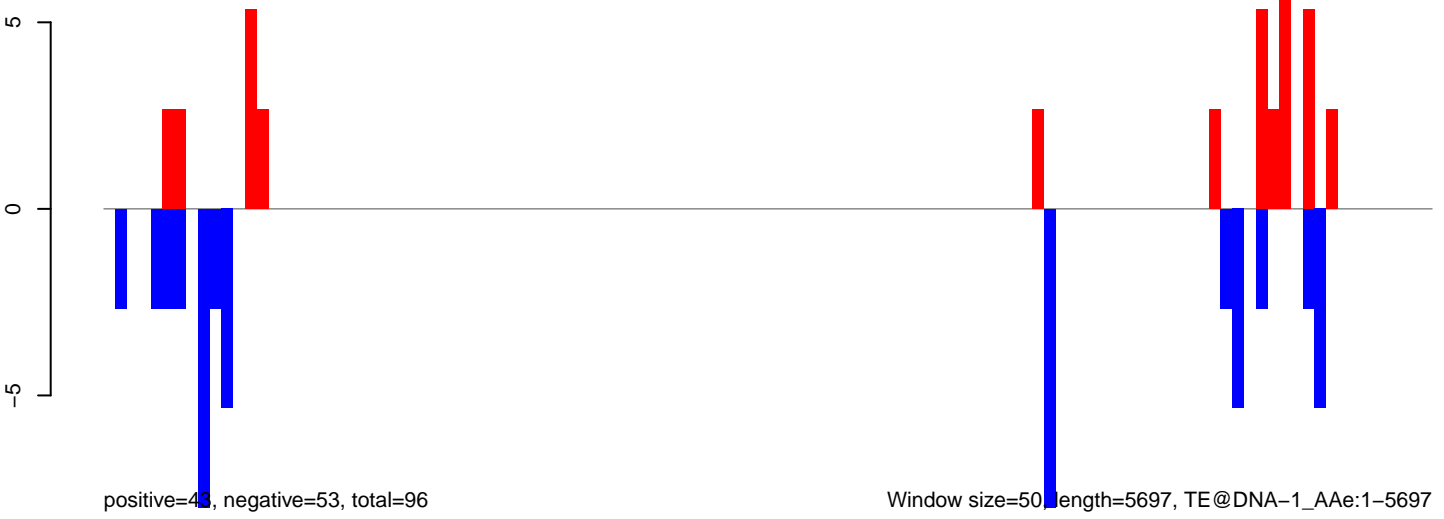 5
0
−5
positive=43, negative=53, total=96
Window size=50, length=5697, TE@DNA−1_AAe:1−5697